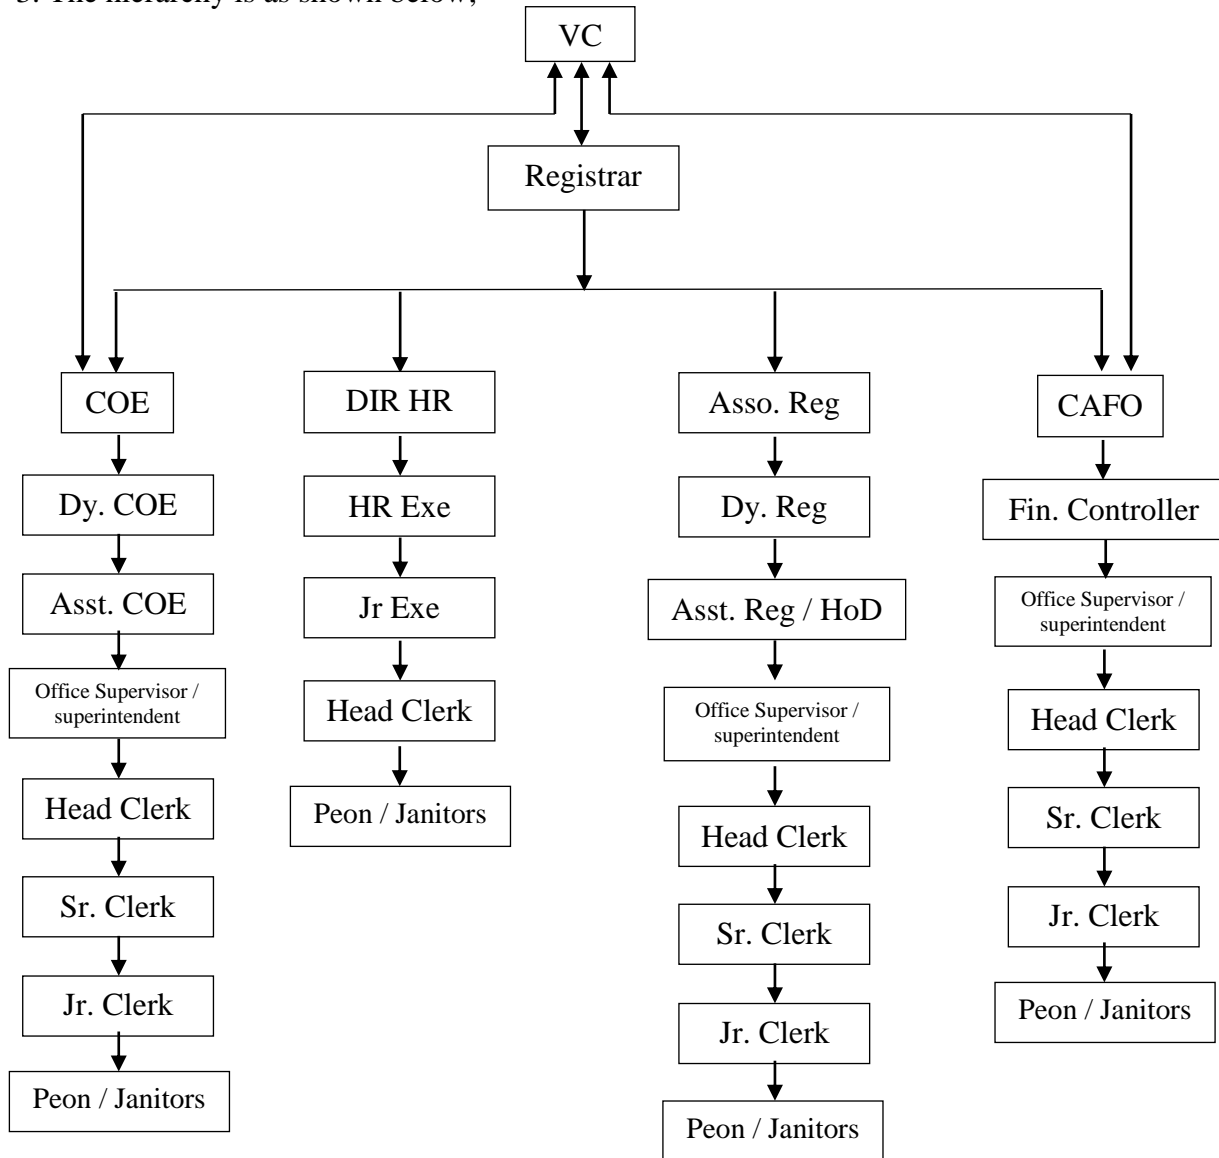 3. The hierarchy is as shown below;
VC
Registrar
COE
DIR HR
Asso. Reg
CAFO
Dy. COE
HR Exe
Dy. Reg
Fin. Controller
Asst. COE
Jr Exe
Asst. Reg / HoD
Office Supervisor /
superintendent
Office Supervisor /
superintendent
Head Clerk
Office Supervisor /
superintendent
Head Clerk
Head Clerk
Peon / Janitors
Head Clerk
Sr. Clerk
Sr. Clerk
Sr. Clerk
Jr. Clerk
Jr. Clerk
Jr. Clerk
Peon / Janitors
Peon / Janitors
Peon / Janitors